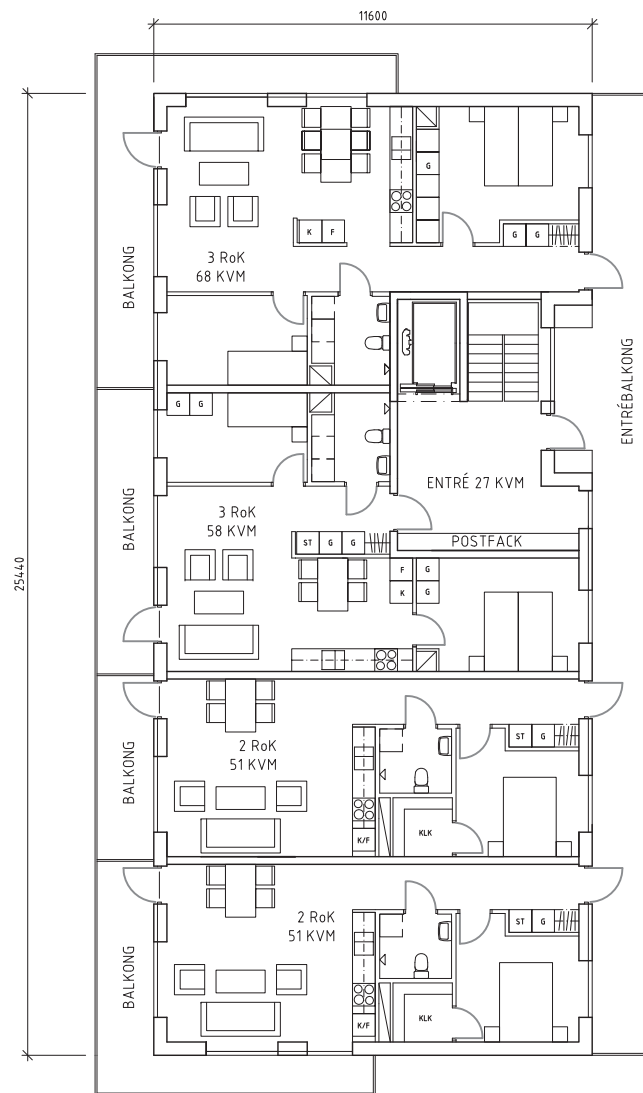 11600
25440
BALKONG
G
K F
G G
3 RoK
68 KVM
ENTRÉBALKONG
G G
BALKONG
ENTRÉ 27 KVM
3 RoK
58 KVM
ST G G
POSTFACK
F G
K G
2 RoK
51 KVM
ST G
BALKONG
K/F
KLK
2 RoK
51 KVM
ST G
BALKONG
K/F
KLK